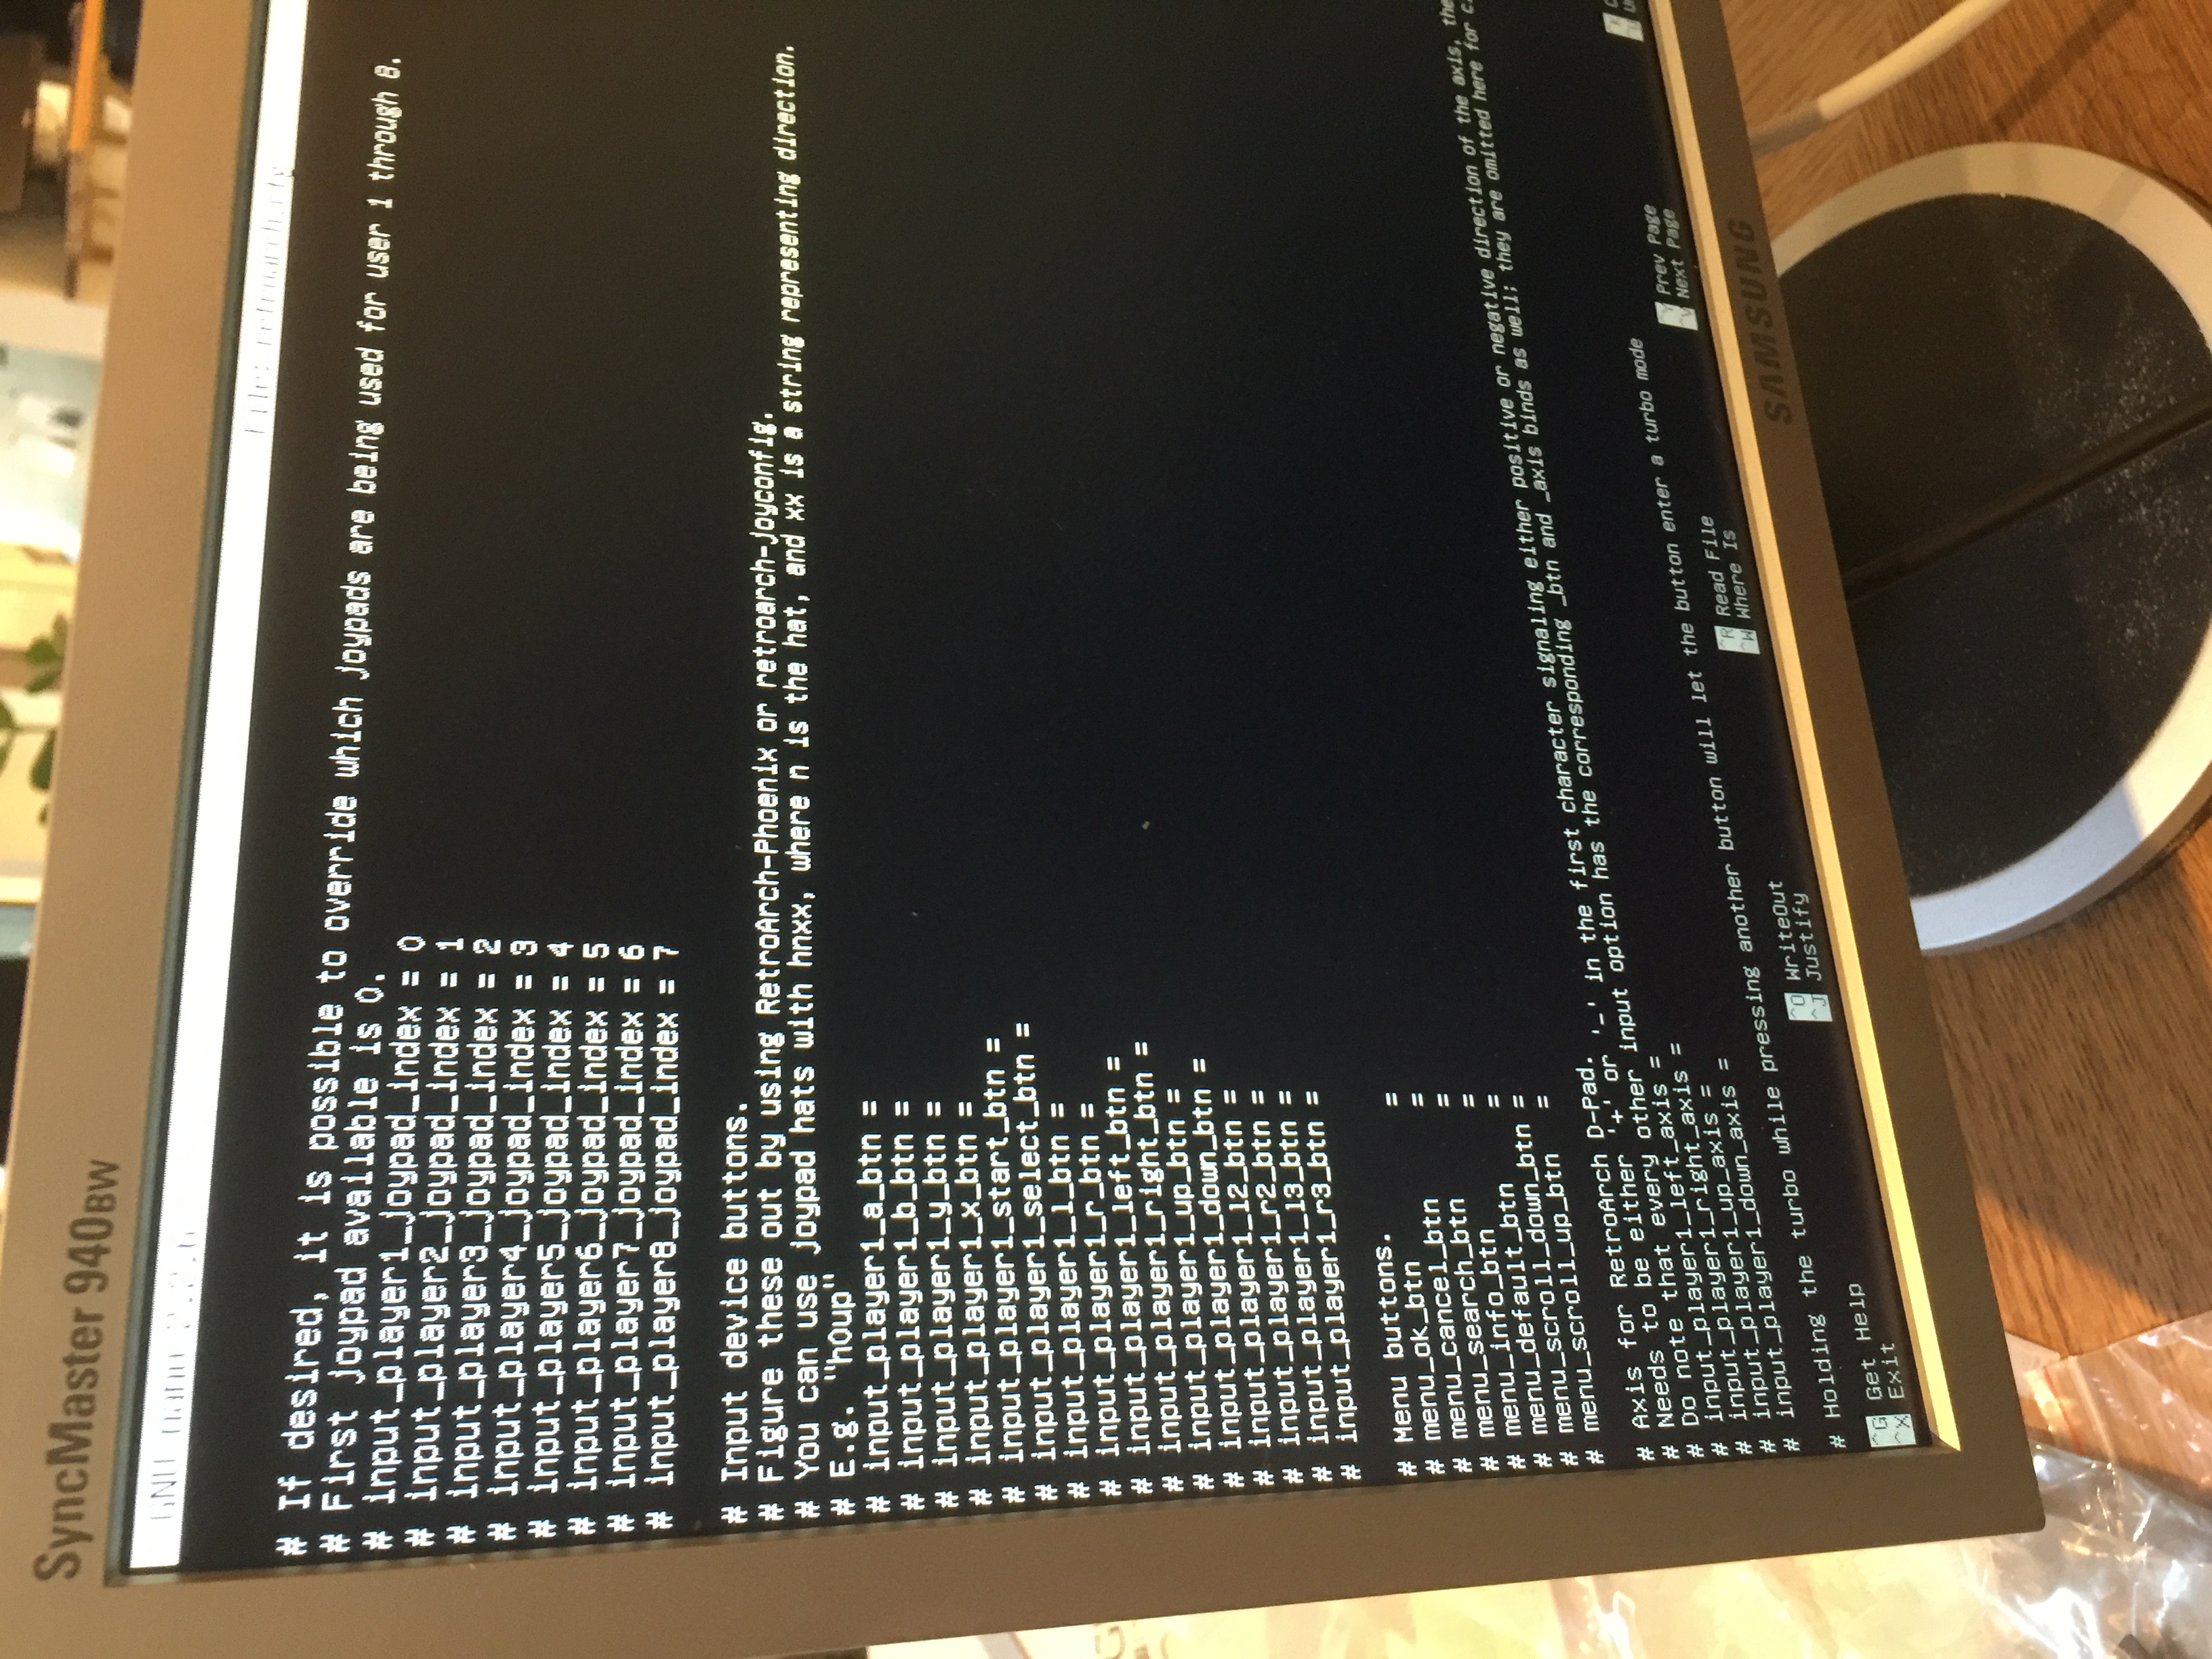 SyncMaster 940BW
GNU nano 2.2.6 File: retroarch.cfg
# If desired, it is possible to override which joypads are being used for user 1 through 8.
# First joypad available is 0.
# input_player1_joypad_index = 0
# input_player2_joypad_index = 1
# input_player3_joypad_index = 2
# input_player4_joypad_index = 3
# input_player5_joypad_index = 4
# input_player6_joypad_index = 5
# input_player7_joypad_index = 6
# input_player8_joypad_index = 7
# Input device buttons.
# Figure these out by using RetroArch-Phoenix or retroarch-joyconfig.
# You can use joypad hats with hnxx, where n is the hat, and xx is a string representing direction.
# E.g. "h0up"
# input_player1_a_btn =
# input_player1_b_btn =
# input_player1_y_btn =
# input_player1_x_btn =
# input_player1_start_btn =
# input_player1_select_btn =
# input_player1_l_btn =
# input_player1_r_btn =
# input_player1_left_btn =
# input_player1_right_btn =
# input_player1_up_btn =
# input_player1_down_btn =
# input_player1_l2_btn =
# input_player1_r2_btn =
# input_player1_l3_btn =
# input_player1_r3_btn =
# Menu buttons.
# menu_ok_btn =
# menu_cancel_btn =
# menu_search_btn =
# menu_info_btn =
# menu_default_btn =
# menu_scroll_down_btn =
# menu_scroll_up_btn =
# Axis for RetroArch D-Pad.
# Needs to be either '+' or '-' in the first character signaling either positive or negative direction of the axis, the
# Do note that every other input option has the corresponding _btn and _axis binds as well; they are omitted here for c
# input_player1_left_axis =
# input_player1_right_axis =
# input_player1_up_axis =
# input_player1_down_axis =
# Holding the turbo while pressing another button will let the button enter a turbo mode
^G Get Help ^O WriteOut ^R Read File ^Y Prev Page
^X Exit ^J Justify ^W Where Is ^V Next Page
SAMSUNG